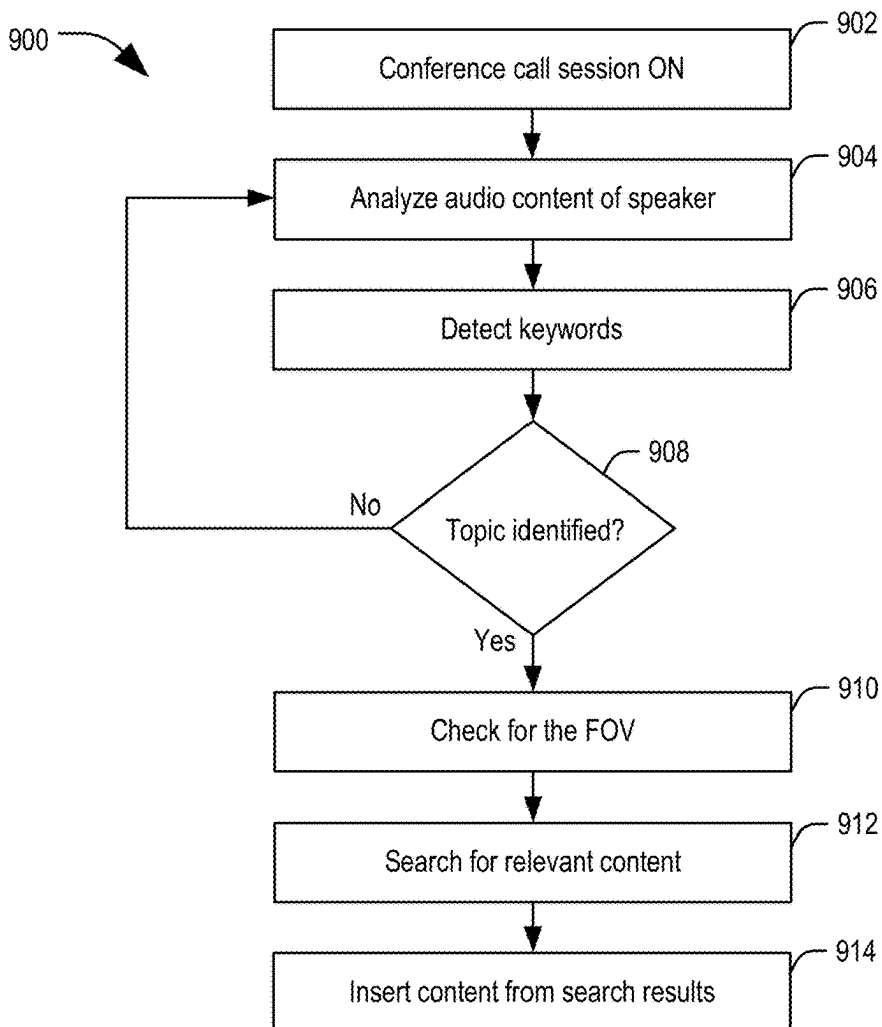 900
902
Conference call session ON
904
Analyze audio content of speaker
906
Detect keywords
908
Topic identified?
No
Yes
910
Check for the FOV
912
Search for relevant content
914
Insert content from search results